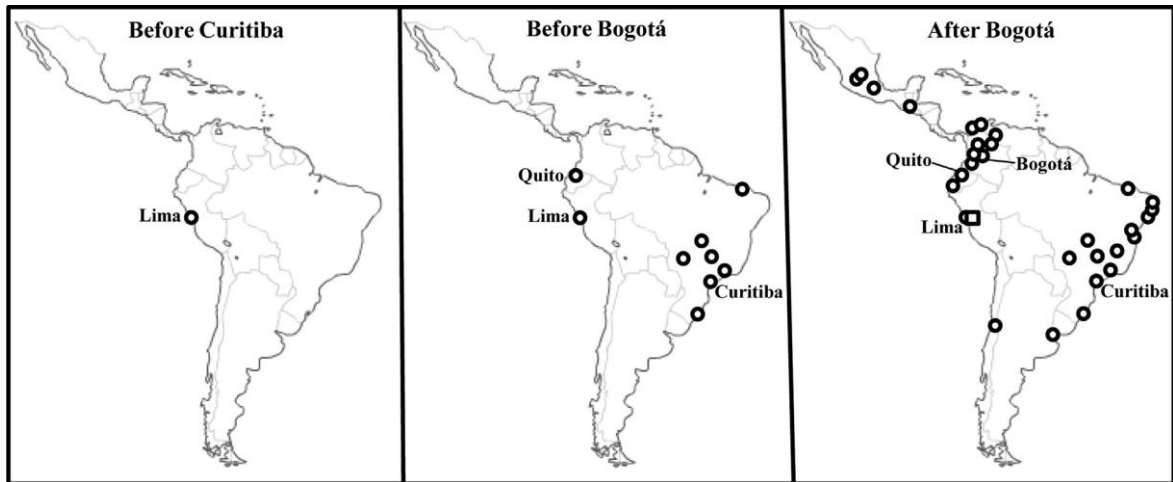 Before Curitiba
Lima
Before Bogotá
Quito
Lima
Curitiba
After Bogotá
Quito
Bogotá
Lima
Curitiba